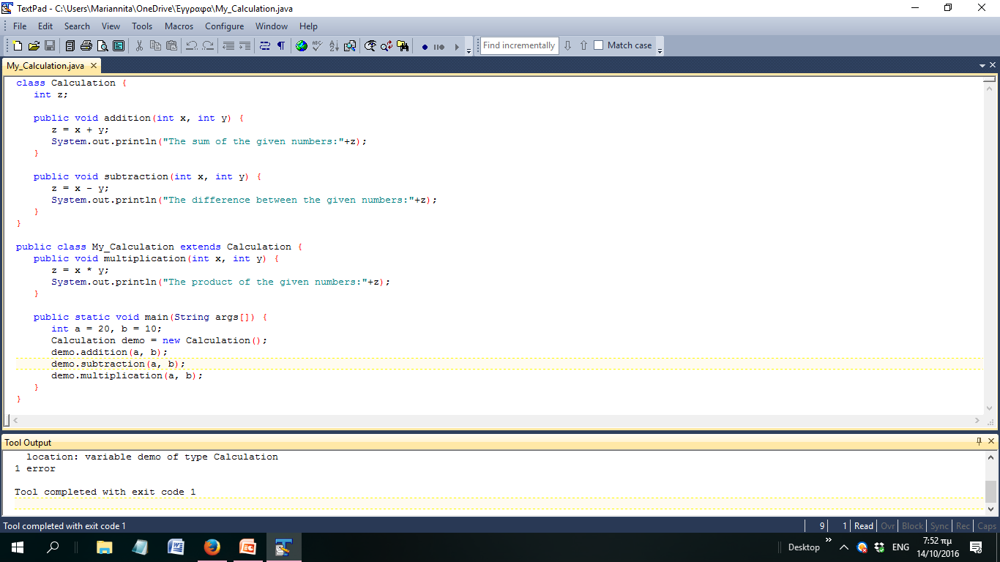 TextPad - C:\Users\Mariannita\OneDrive\Έγγραφα\My_Calculation.java
File Edit Search View Tools Macros Configure Window Help
Find incrementally Match case
My_Calculation.java
class Calculation {
int z;
public void addition(int x, int y) {
z = x + y;
System.out.println("The sum of the given numbers:"+z);
}
public void subtraction(int x, int y) {
z = x - y;
System.out.println("The difference between the given numbers:"+z);
}
}
public class My_Calculation extends Calculation {
public void multiplication(int x, int y) {
z = x * y;
System.out.println("The product of the given numbers:"+z);
}
public static void main(String args[]) {
int a = 20, b = 10;
Calculation demo = new Calculation();
demo.addition(a, b);
demo.subtraction(a, b);
demo.multiplication(a, b);
}
}
Tool Output
location: variable demo of type Calculation
1 error
Tool completed with exit code 1
Tool completed with exit code 1 9 1 Read Ovr Block Sync Rec Caps
Desktop ENG 7:52 πμ
14/10/2016